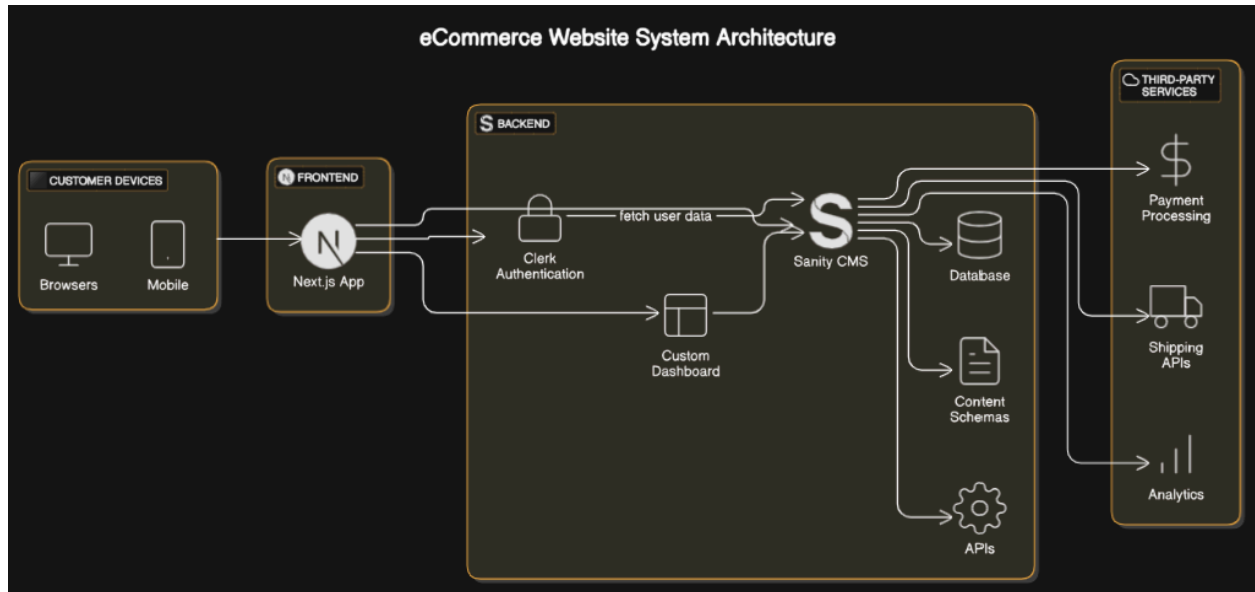 eCommerce Website System Architecture
THIRD-PARTY
SERVICES
BACKEND
CUSTOMER DEVICES
FRONTEND
Payment
Processing
fetch user data
Clerk
Authentication
Sanity CMS
Database
Browsers
Mobile
Next.js App
Shipping
APIs
Custom
Dashboard
Content
Schemas
Analytics
APIs